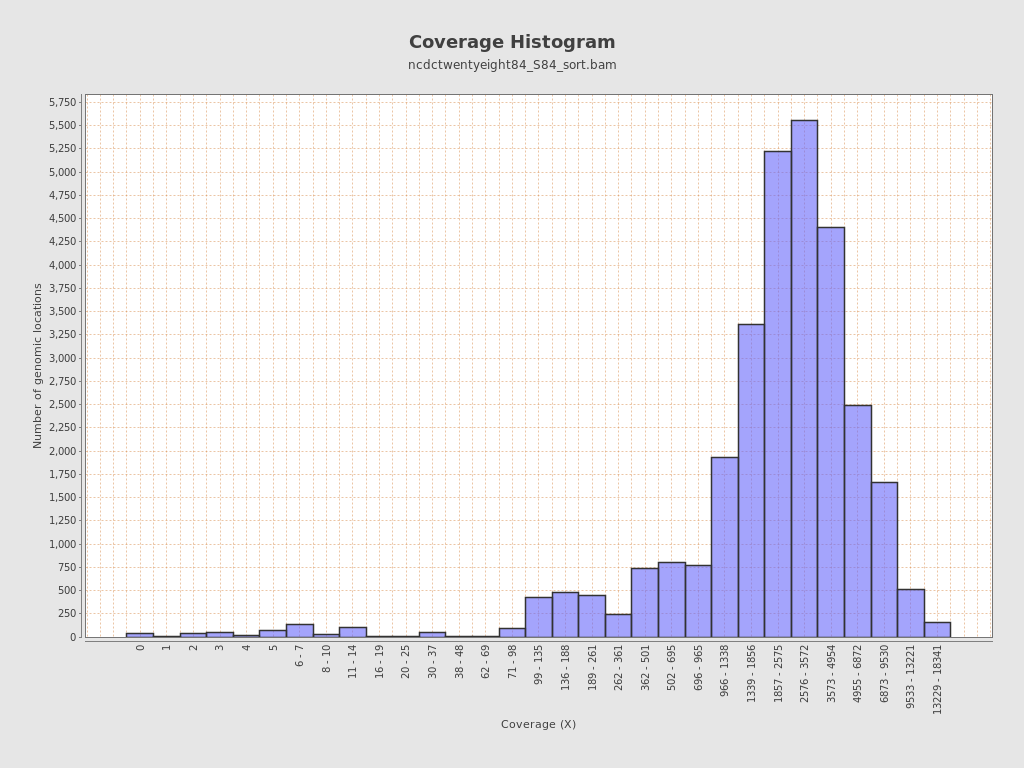 Coverage Histogram
ncdctwentyeight84_S84_sort.bam
Number of genomic locations
5,750
5,500
5,250
5,000
4,750
4,500
4,250
4,000
3,750
3,500
3,250
3,000
2,750
2,500
2,250
2,000
1,750
1,500
1,250
1,000
750
500
250
0
0
1
2
3
4
5
6 - 7
8 - 10
11 - 14
16 - 19
20 - 25
30 - 37
38 - 48
62 - 69
71 - 98
99 - 135
136 - 188
189 - 261
262 - 361
362 - 501
502 - 695
696 - 965
966 - 1338
1339 - 1856
1857 - 2575
2576 - 3572
3573 - 4954
4955 - 6872
6873 - 9530
9533 - 13221
13229 - 18341
Coverage (X)